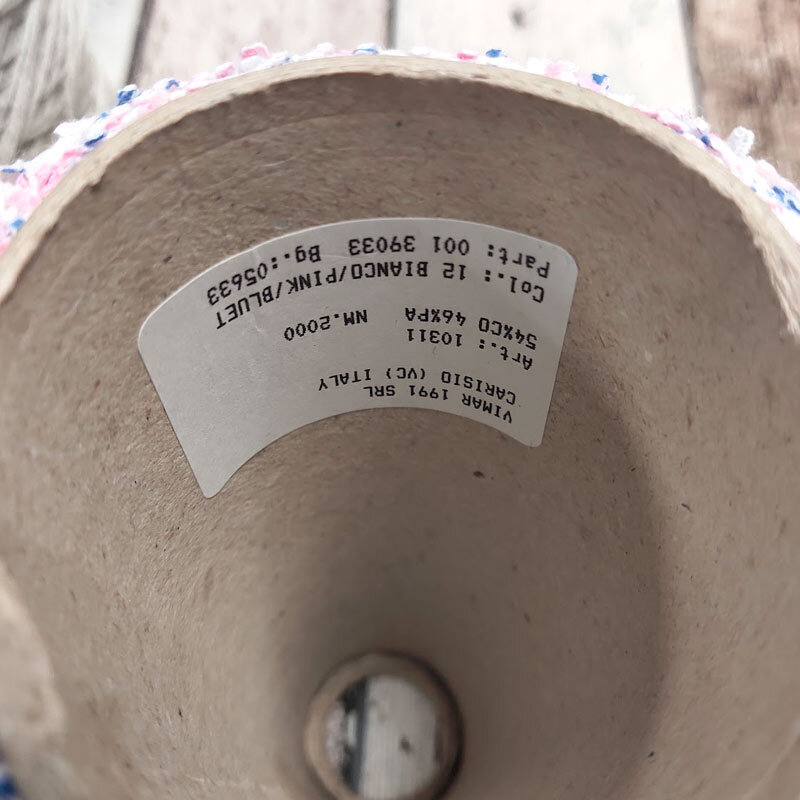 VIMAR 1991 SRL
CARISIO (VC) ITALY
Art.: 10311
54%CO 46%PA NM.2000
Col.: 12 BIANCO/PINK/BLUET
Part: 001 39033 Bg.:05633